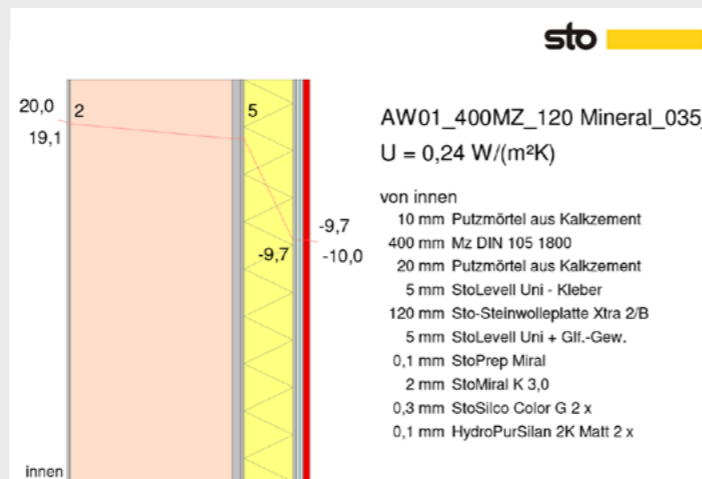 sto
20,0
2
5
19,1
-9,7
-9,7
-10,0
innen
AW01_400MZ_120 Mineral_035_
U = 0,24 W/(m²K)
von innen
10 mm Putzmörtel aus Kalkzement
400 mm Mz DIN 105 1800
20 mm Putzmörtel aus Kalkzement
5 mm StoLevell Uni - Kleber
120 mm Sto-Steinwolleplatte Xtra 2/B
5 mm StoLevell Uni + Glf.-Gew.
0,1 mm StoPrep Miral
2 mm StoMiral K 3,0
0,3 mm StoSilco Color G 2 x
0,1 mm HydroPurSilan 2K Matt 2 x